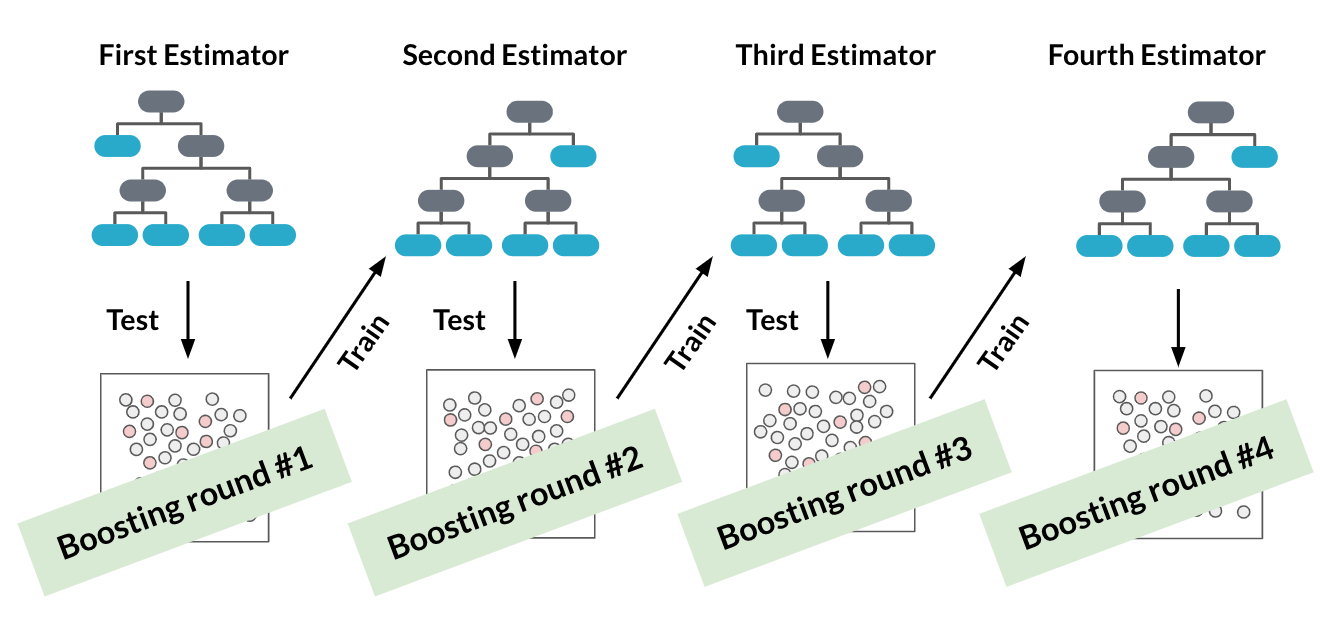 First Estimator
Second Estimator
Third Estimator
Fourth Estimator
Test
Train
Test
Train
Test
Train
Boosting round #1
Boosting round #2
Boosting round #3
Boosting round #4